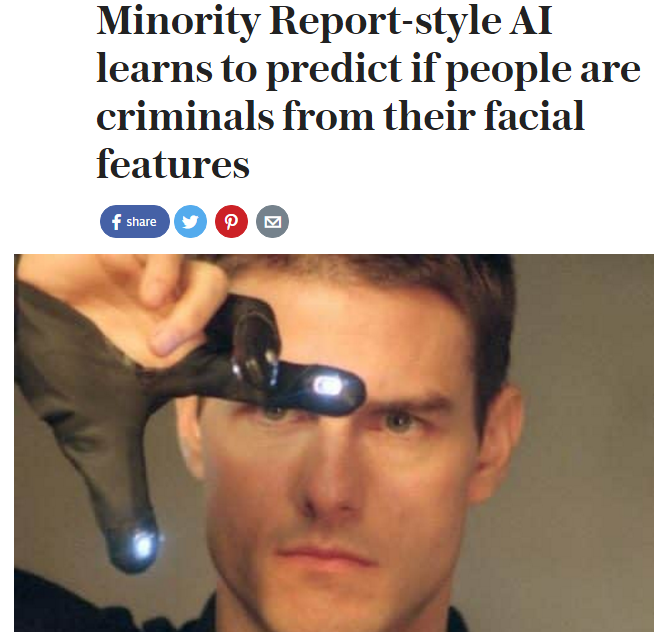 Minority Report-style AI
learns to predict if people are
criminals from their facial
features
f share